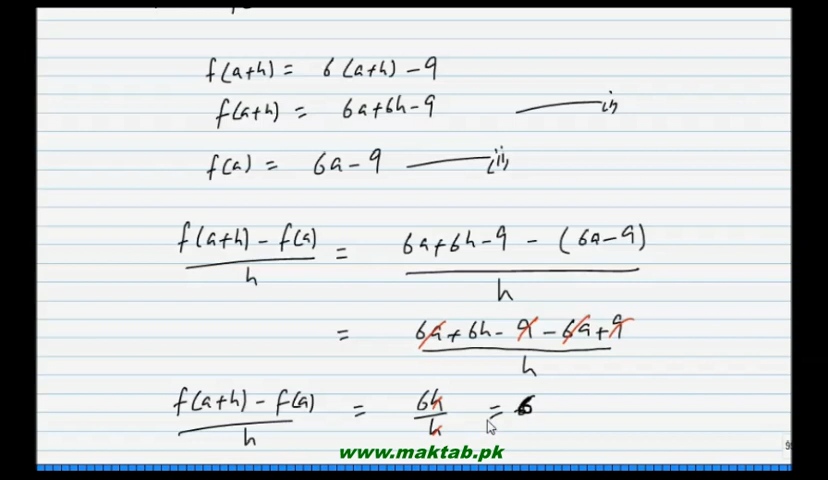 f(a+h) = 6(a+h) - 9
f(a+h) = 6a+6h-9 ——— (i)
f(a) = 6a-9 ——— (ii)
f(a+h) - f(a) / h = 6a+6h-9 - (6a-9) / h
= 6a+6h-9-6a+9 / h
f(a+h) - f(a) / h = 6h / h = 6
www.maktab.pk